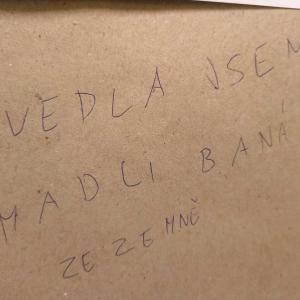 VEDLA JSEM
MADLI BANÁ
ZE ZEMNĚ